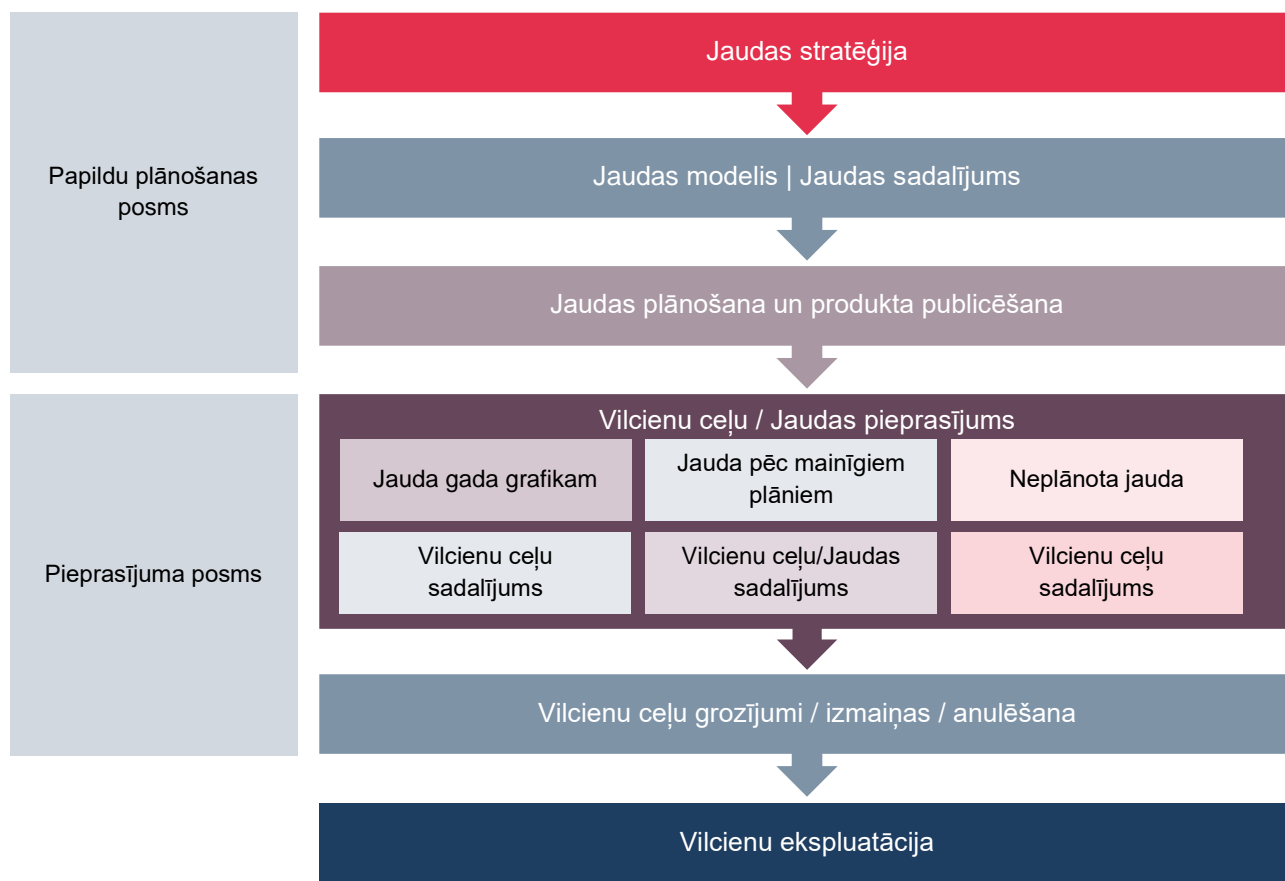 Papildu plānošanas
posms
Jaudas stratēģija
Jaudas modelis | Jaudas sadalījums
Jaudas plānošana un produkta publicēšana
Pieprasījuma posms
Vilcienu ceļu / Jaudas pieprasījums
Jauda gada grafikam
Jauda pēc mainīgiem
plāniem
Neplānota jauda
Vilcienu ceļu
sadalījums
Vilcienu ceļu/Jaudas
sadalījums
Vilcienu ceļu
sadalījums
Vilcienu ceļu grozījumi / izmaiņas / anulēšana
Vilcienu ekspluatācija